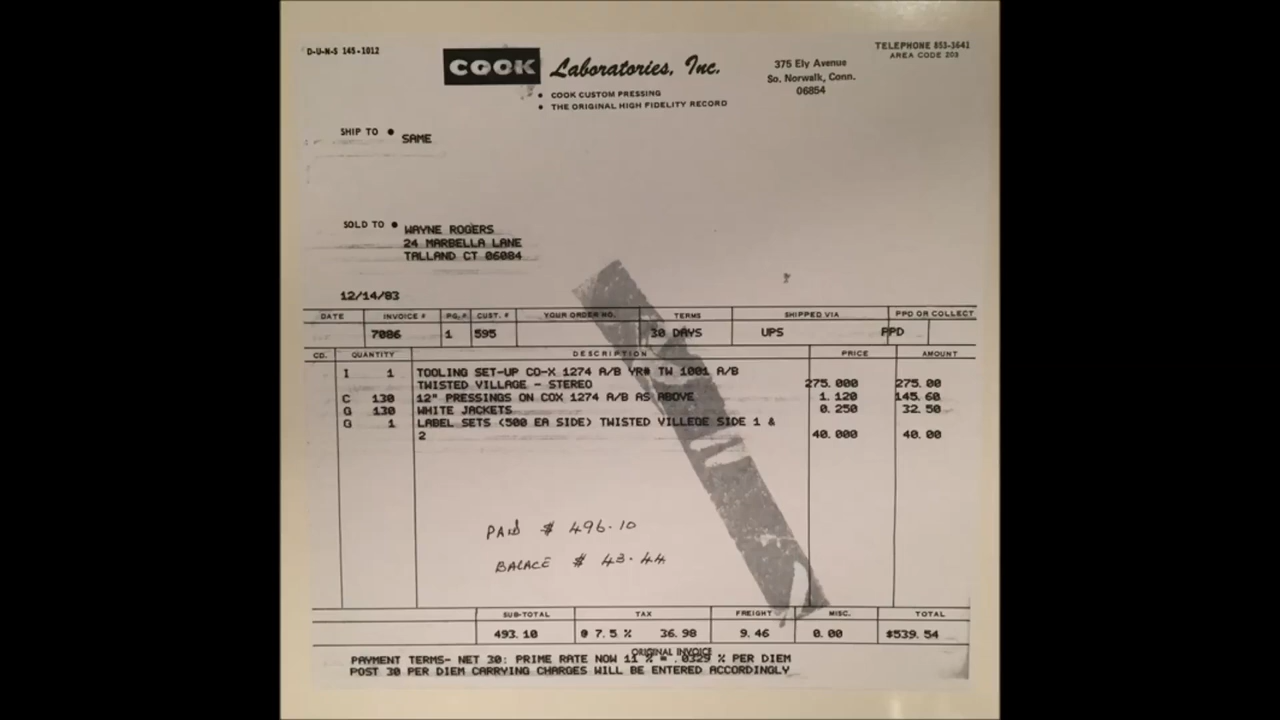 D-U-N-S 145-1012
TELEPHONE 853-3641
AREA CODE 203
COOK Laboratories, Inc.
375 Ely Avenue
So. Norwalk, Conn.
06854
• COOK CUSTOM PRESSING
• THE ORIGINAL HIGH FIDELITY RECORD
SHIP TO • SAME
SOLD TO • WAYNE ROGERS
24 MARBELLA LANE
TALLAND CT 06084
12/14/83
DATE INVOICE # PG.# CUST. # YOUR ORDER NO. TERMS SHIPPED VIA PPD OR COLLECT
7086 1 595 30 DAYS UPS PPD
CD. QUANTITY DESCRIPTION PRICE AMOUNT
I 1 TOOLING SET-UP CO-X 1274 A/B YR# TW 1001 A/B
TWISTED VILLAGE - STEREO 275.000 275.00
C 130 12" PRESSINGS ON COX 1274 A/B AS ABOVE 1.120 145.60
G 130 WHITE JACKETS 0.250 32.50
G 1 LABEL SETS (500 EA SIDE) TWISTED VILLEGE SIDE 1 &
2 40.000 40.00
PAID $ 496.10
BALACE $ 43.44
SUB-TOTAL TAX FREIGHT MISC. TOTAL
493.10 @ 7.5 % 36.98 9.46 0.00 $539.54
ORIGINAL INVOICE
PAYMENT TERMS- NET 30: PRIME RATE NOW 11 % = .0329 % PER DIEM
POST 30 PER DIEM CARRYING CHARGES WILL BE ENTERED ACCORDINGLY